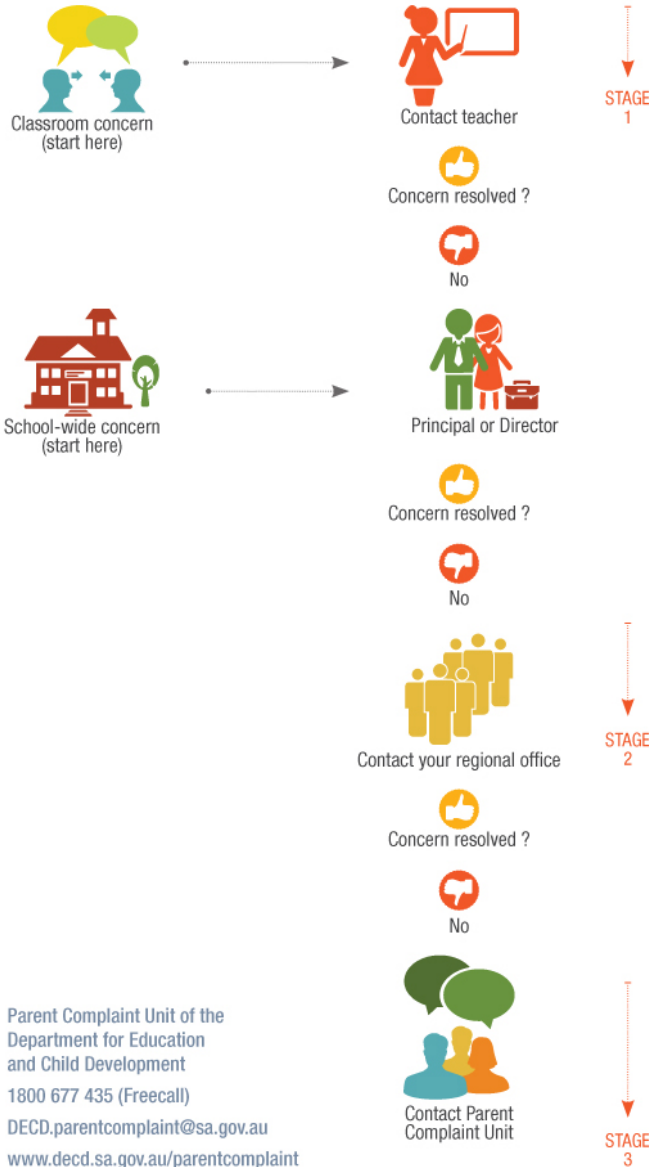 Classroom concern
(start here)
Contact teacher
STAGE
1
Concern resolved ?
No
School-wide concern
(start here)
Principal or Director
Concern resolved ?
No
Contact your regional office
STAGE
2
Concern resolved ?
No
Contact Parent
Complaint Unit
STAGE
3
Parent Complaint Unit of the
Department for Education
and Child Development
1800 677 435 (Freecall)
DECD.parentcomplaint@sa.gov.au
www.decd.sa.gov.au/parentcomplaint